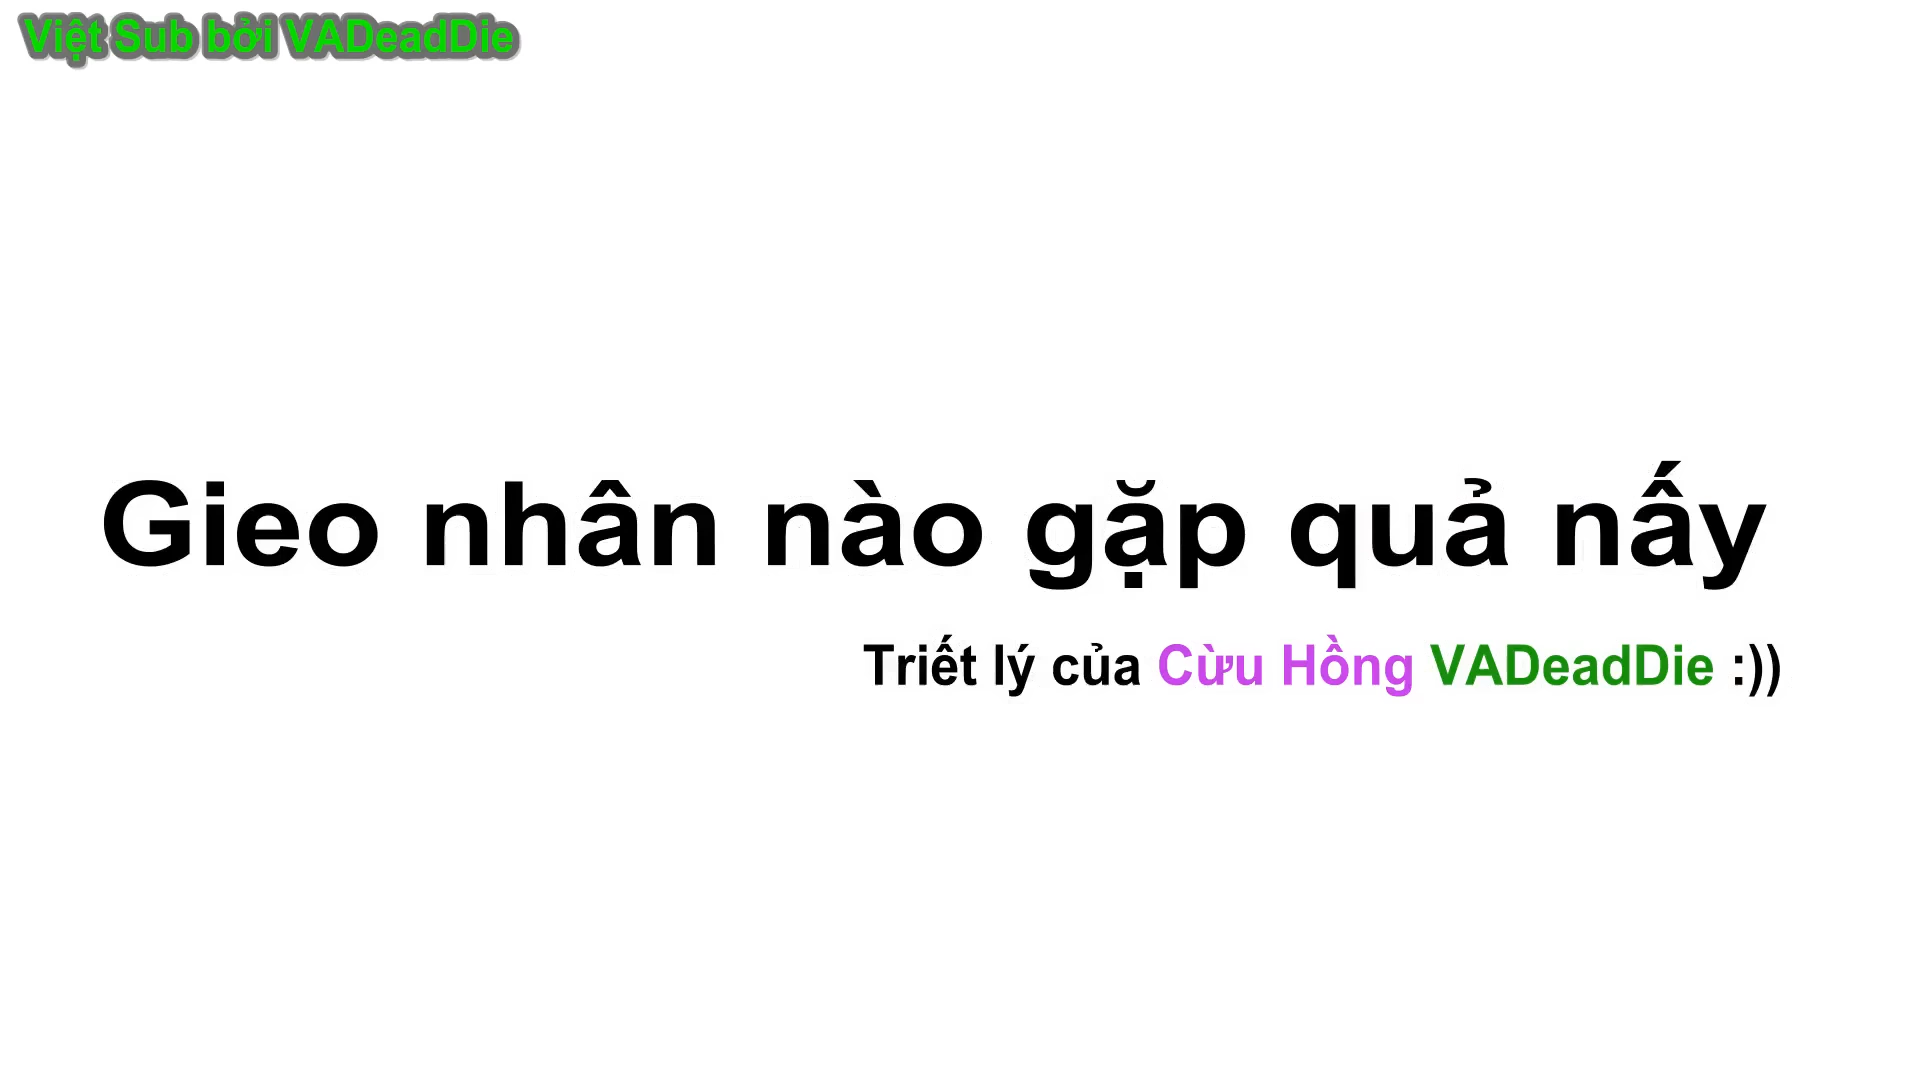 Việt Sub bởi VADeadDie
Gieo nhân nào gặp quả nấy
Triết lý của Cừu Hồng VADeadDie :))